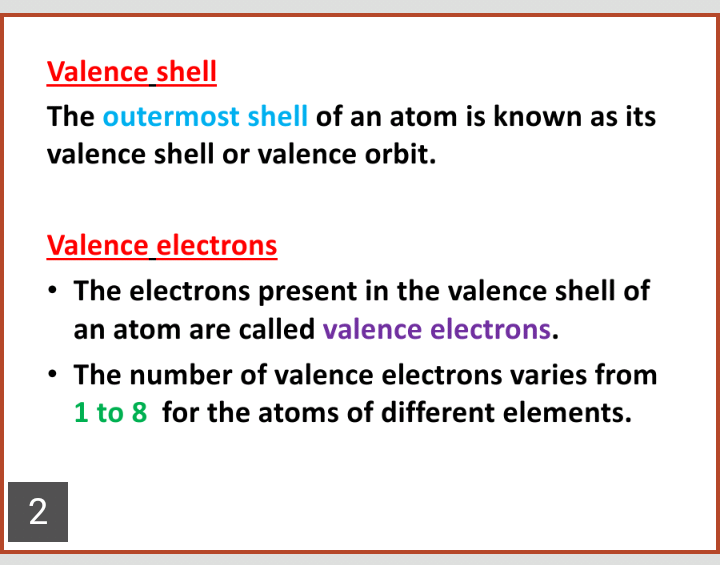 Valence shell
The outermost shell of an atom is known as its
valence shell or valence orbit.
Valence electrons
• The electrons present in the valence shell of
an atom are called valence electrons.
• The number of valence electrons varies from
1 to 8 for the atoms of different elements.
2